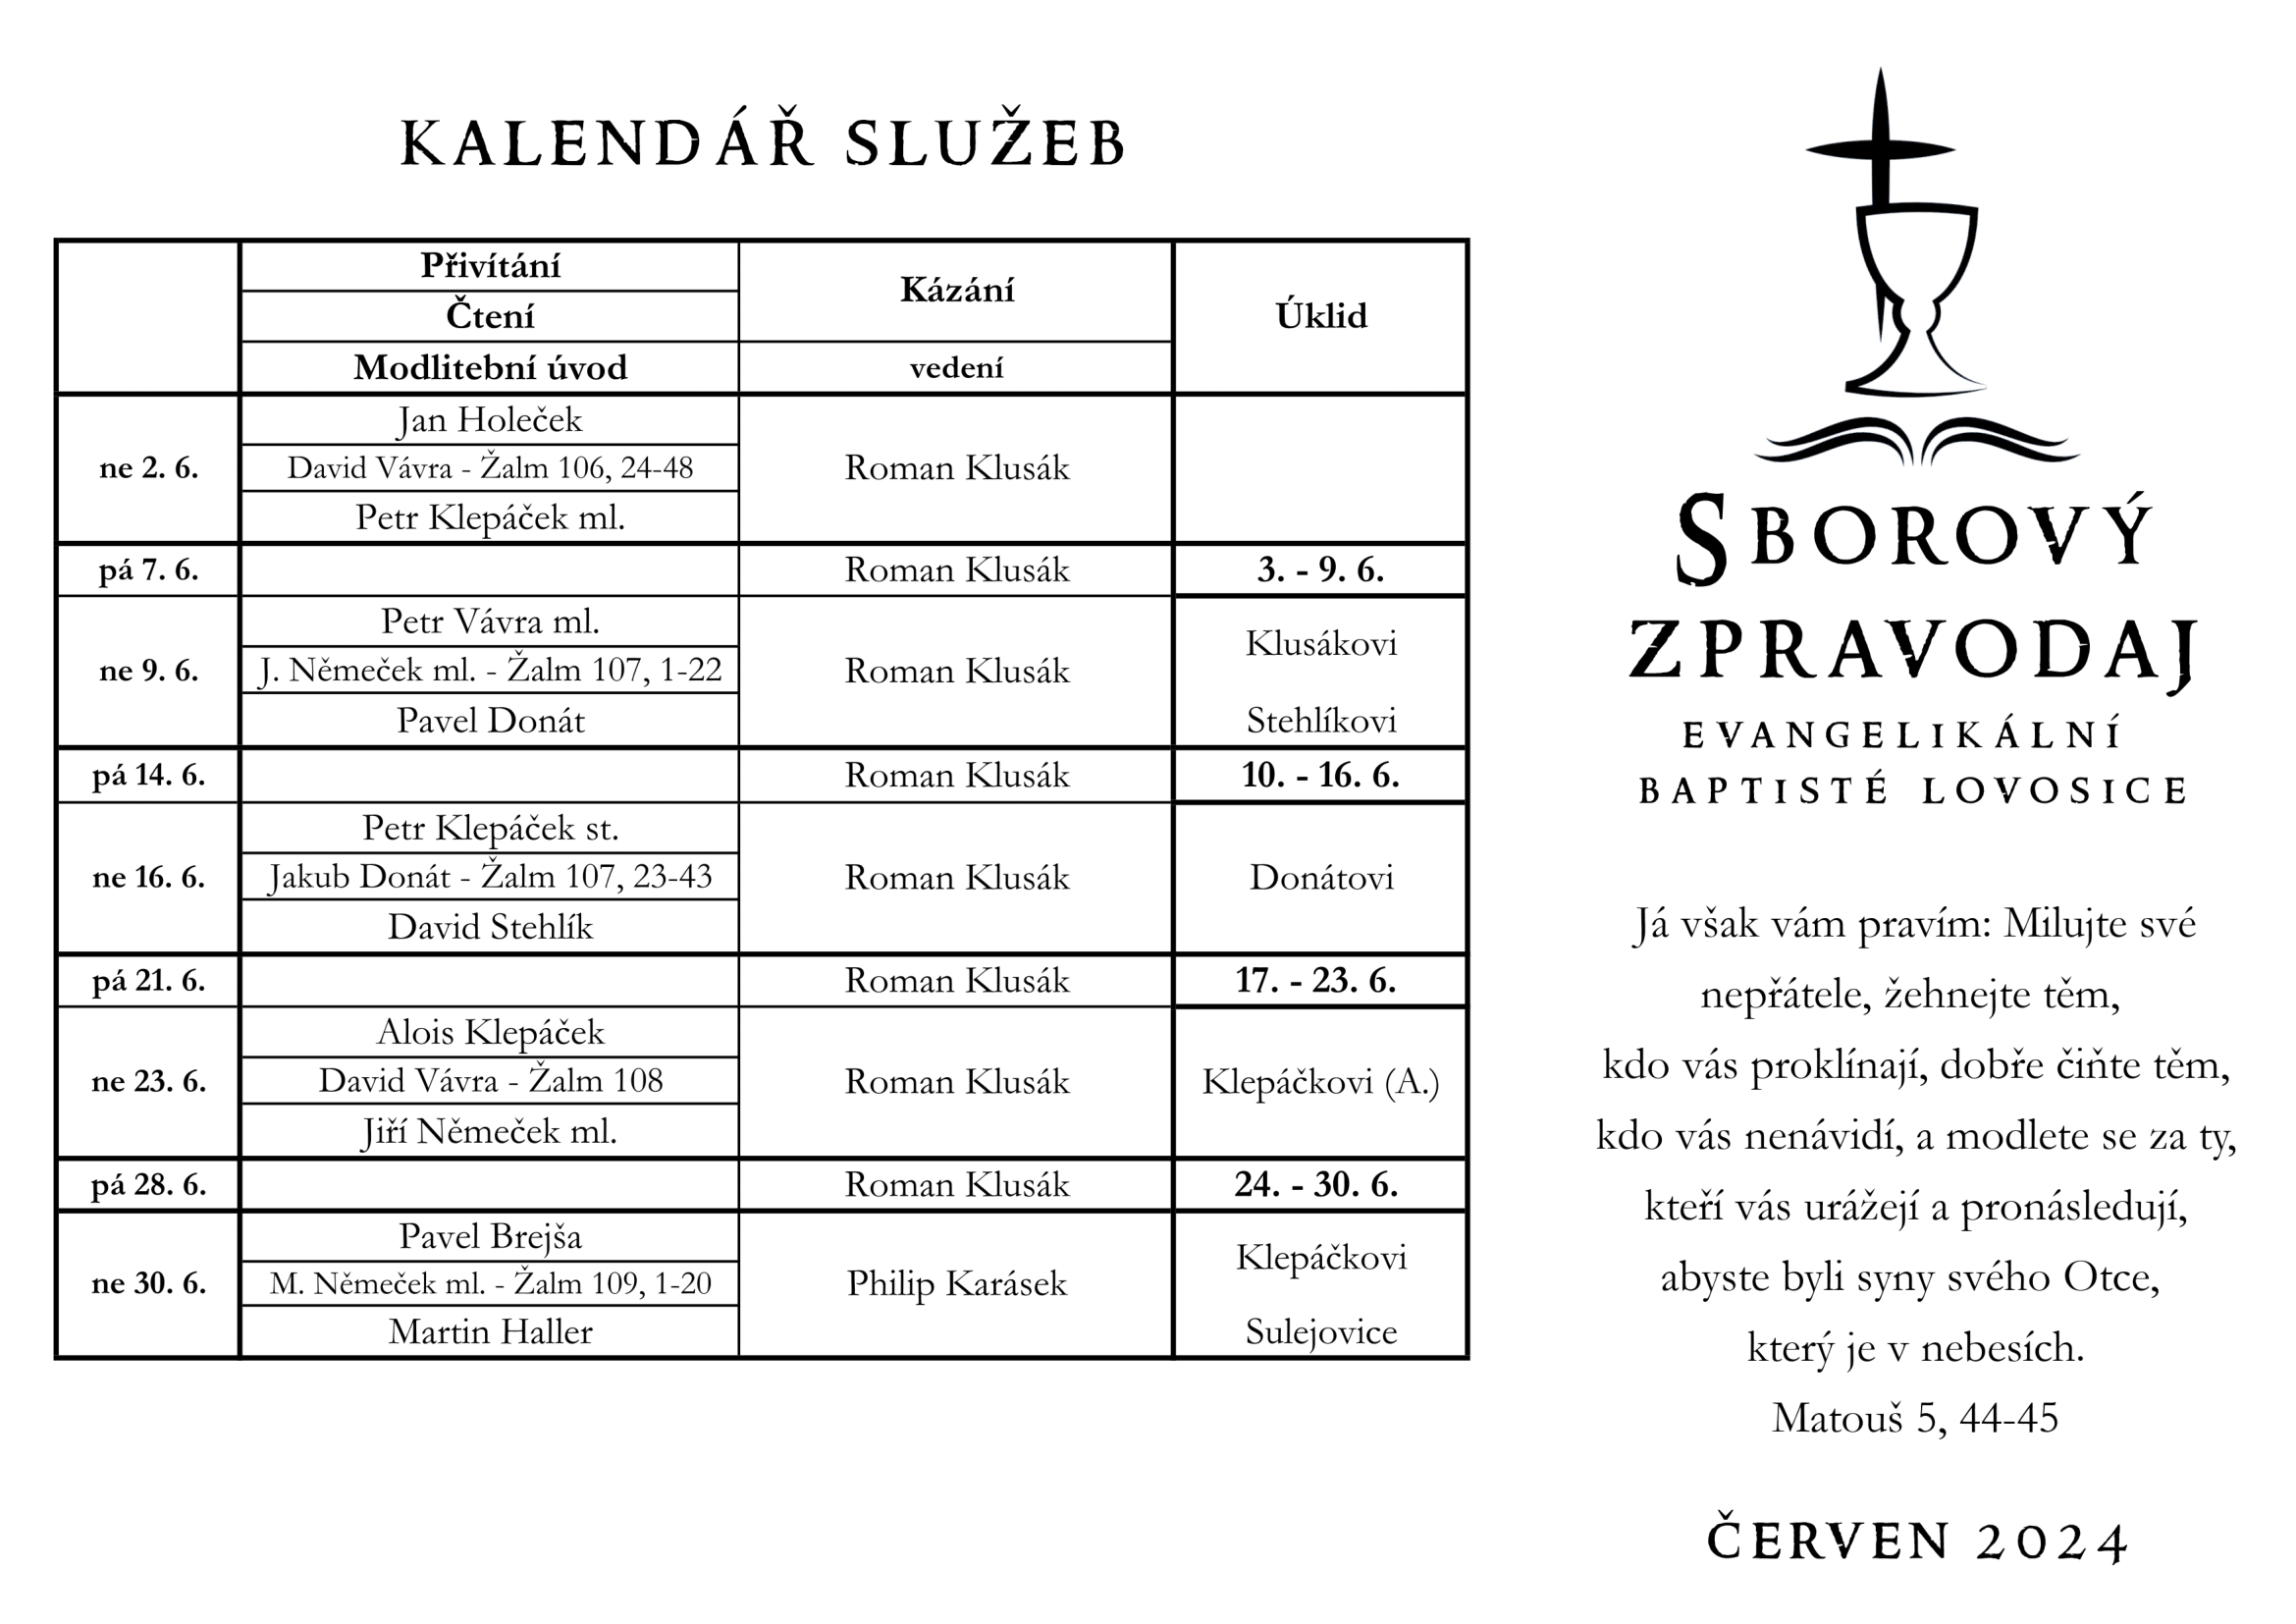 KALENDÁŘ SLUŽEB
Přivítání
Čtení
Modlitební úvod
Kázání
vedení
Úklid
ne 2. 6.
Jan Holeček
David Vávra - Žalm 106, 24-48
Petr Klepáček ml.
Roman Klusák
pá 7. 6.
Roman Klusák
3. - 9. 6.
ne 9. 6.
Petr Vávra ml.
J. Němeček ml. - Žalm 107, 1-22
Pavel Donát
Roman Klusák
Klusákovi
Stehlíkovi
pá 14. 6.
Roman Klusák
10. - 16. 6.
ne 16. 6.
Petr Klepáček st.
Jakub Donát - Žalm 107, 23-43
David Stehlík
Roman Klusák
Donátovi
pá 21. 6.
Roman Klusák
17. - 23. 6.
ne 23. 6.
Alois Klepáček
David Vávra - Žalm 108
Jiří Němeček ml.
Roman Klusák
Klepáčkovi (A.)
pá 28. 6.
Roman Klusák
24. - 30. 6.
ne 30. 6.
Pavel Brejša
M. Němeček ml. - Žalm 109, 1-20
Martin Haller
Philip Karásek
Klepáčkovi
Sulejovice
SBOROVÝ
ZPRAVODAJ
EVANGELIKÁLNÍ
BAPTISTÉ LOVOSICE
Já však vám pravím: Milujte své
nepřátele, žehnejte těm,
kdo vás proklínají, dobře čiňte těm,
kdo vás nenávidí, a modlete se za ty,
kteří vás urážejí a pronásledují,
abyste byli syny svého Otce,
který je v nebesích.
Matouš 5, 44-45
ČERVEN 2024